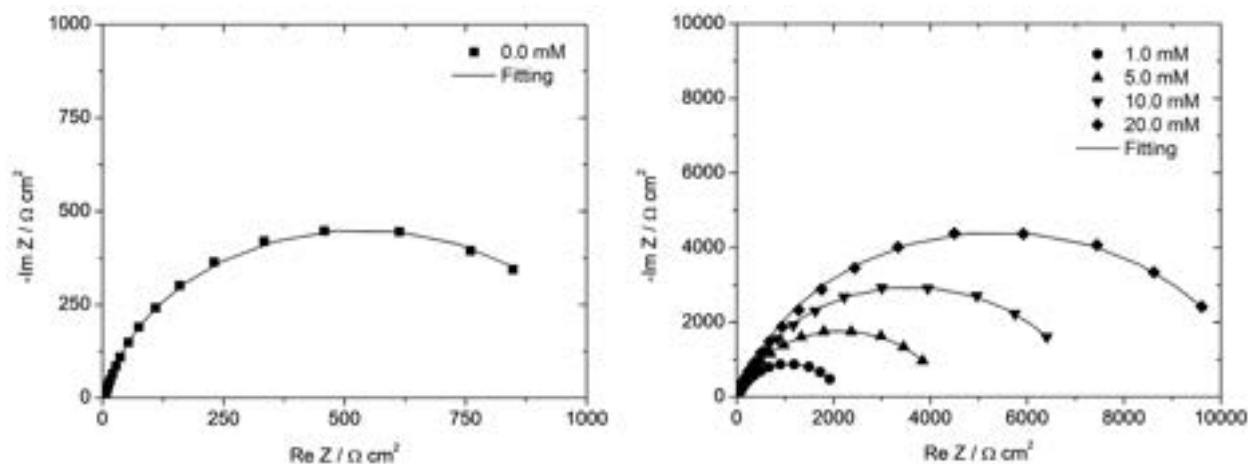 1000
750
500
250
0
-Im Z / Ω cm²
0 250 500 750 1000
Re Z / Ω cm²
0.0 mM
Fitting
10000
8000
6000
4000
2000
0
-Im Z / Ω cm²
0 2000 4000 6000 8000 10000
Re Z / Ω cm²
1.0 mM
5.0 mM
10.0 mM
20.0 mM
Fitting